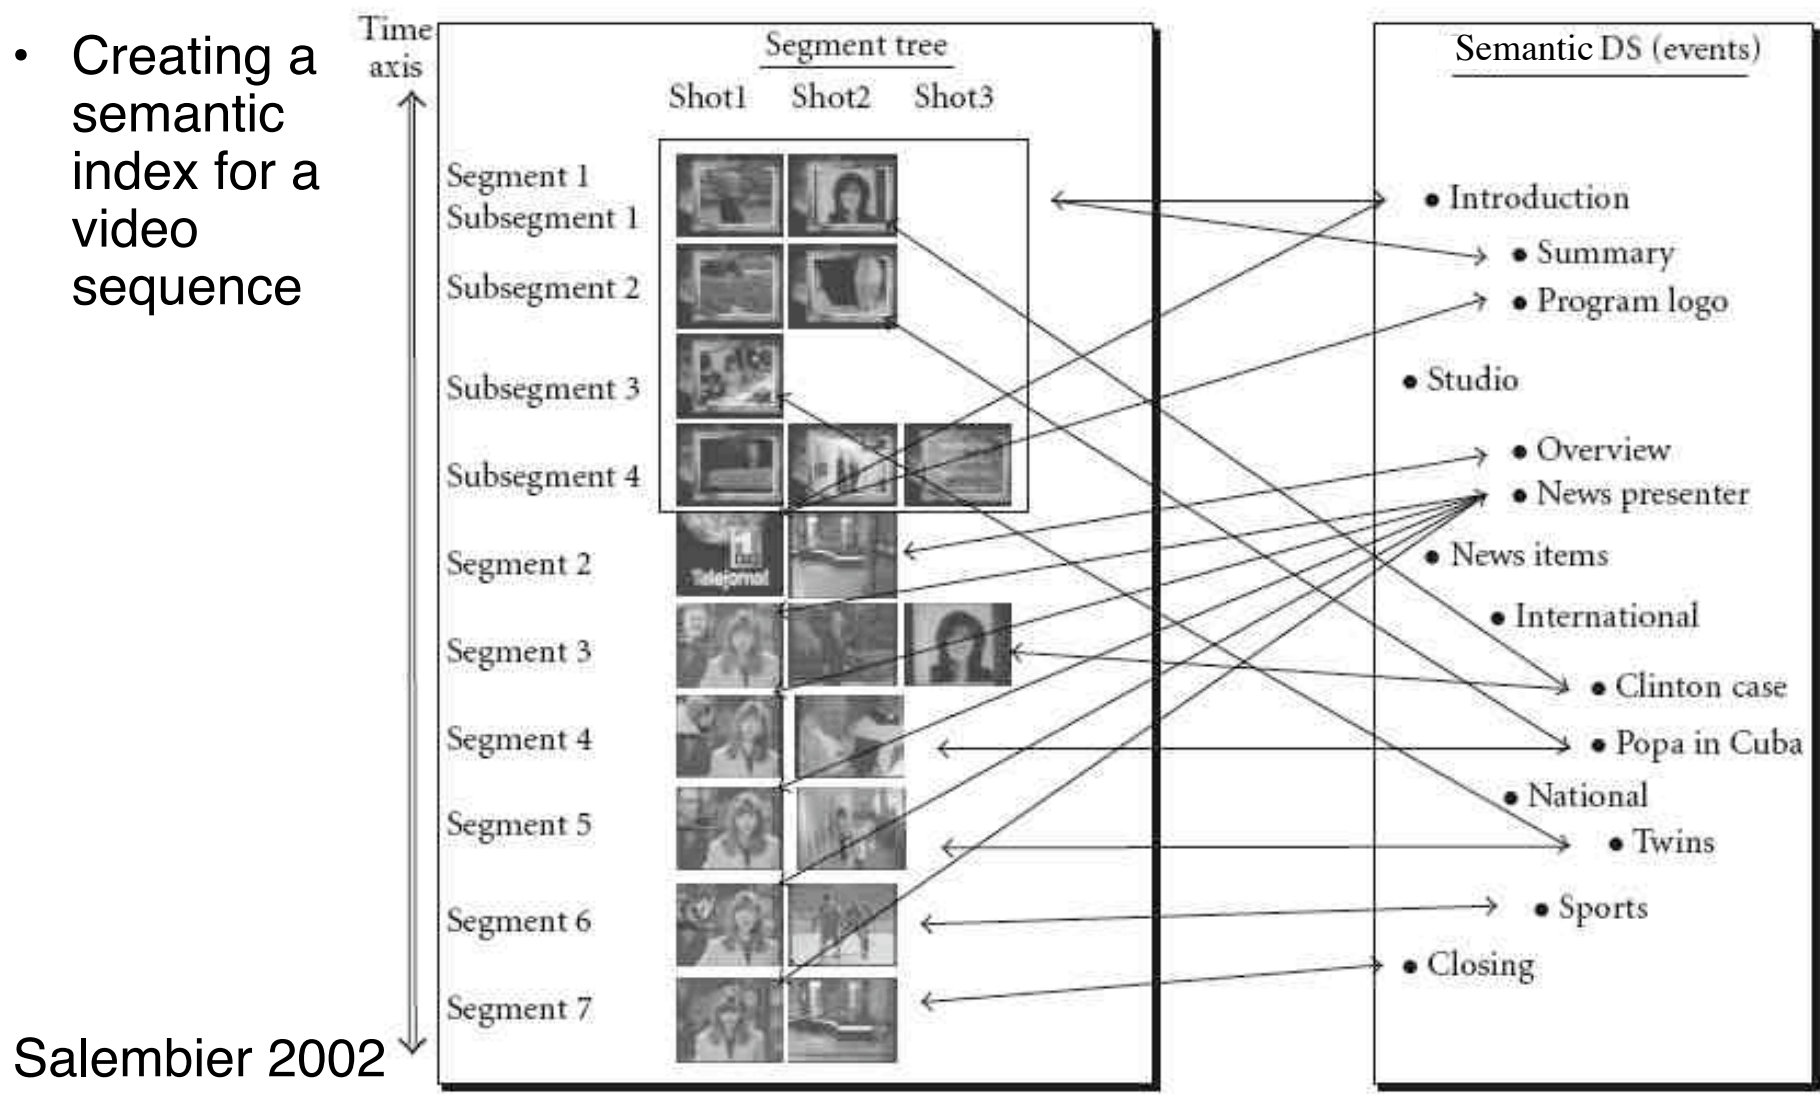 • Creating a
semantic
index for a
video
sequence
Salembier 2002
Time
axis
Segment tree
Shot1 Shot2 Shot3
Segment 1
Subsegment 1
Subsegment 2
Subsegment 3
Subsegment 4
Segment 2
Telejornal
Segment 3
Segment 4
Segment 5
Segment 6
Segment 7
Semantic DS (events)
• Introduction
• Summary
• Program logo
• Studio
• Overview
• News presenter
• News items
• International
• Clinton case
• Popa in Cuba
• National
• Twins
• Sports
• Closing